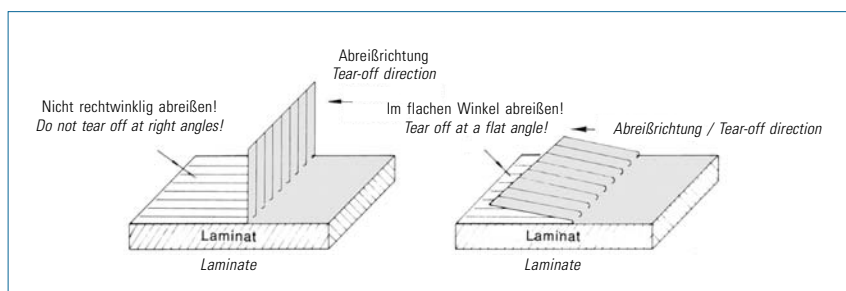 Abreißrichtung
Tear-off direction
Nicht rechtwinklig abreißen!
Do not tear off at right angles!
Laminat
Laminate
Im flachen Winkel abreißen!
Tear off at a flat angle!
Abreißrichtung / Tear-off direction
Laminat
Laminate